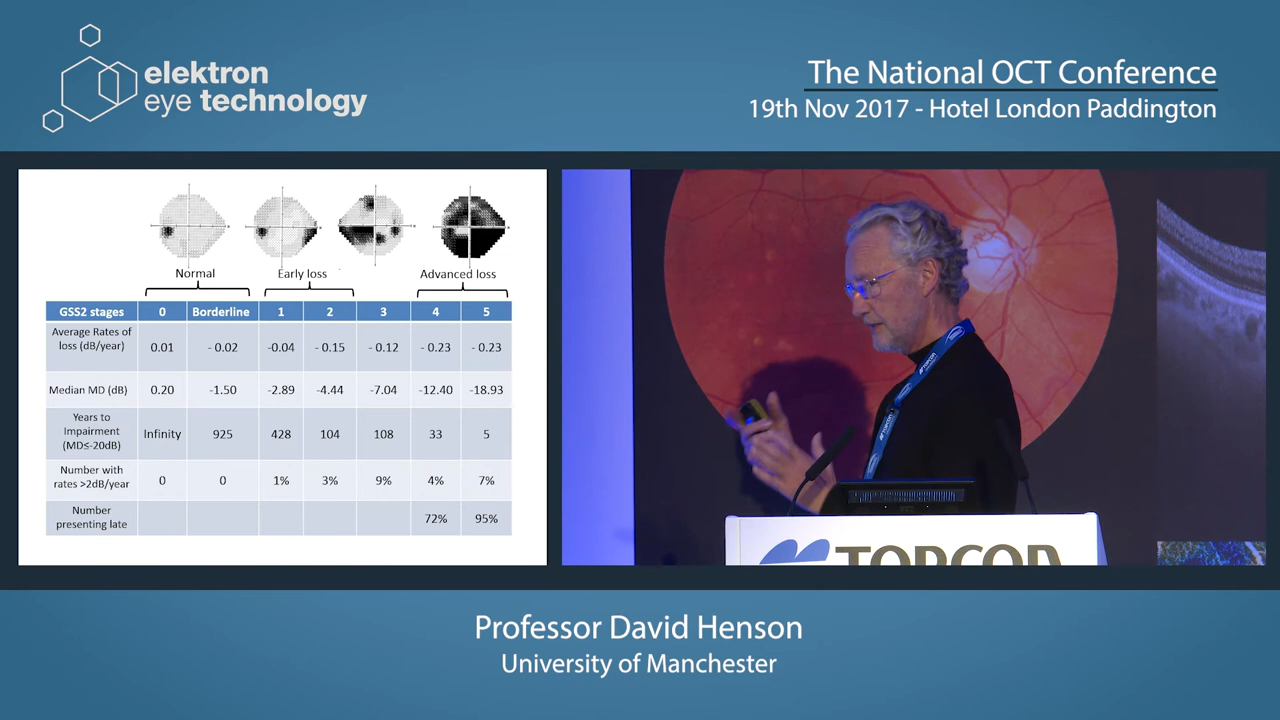 elektron
eye technology
The National OCT Conference
19th Nov 2017 - Hotel London Paddington
Normal
Early loss
Advanced loss
GSS2 stages 0 Borderline 1 2 3 4 5
Average Rates of
loss (dB/year) 0.01 - 0.02 -0.04 - 0.15 -0.12 - 0.23 - 0.23
Median MD (dB) 0.20 -1.50 -2.89 -4.44 -7.04 -12.40 -18.93
Years to
Impairment
(MD≤-20dB) Infinity 925 428 104 108 33 5
Number with
rates >2dB/year 0 0 1% 3% 9% 4% 7%
Number
presenting late 72% 95%
TOPCON
TOPCON
Professor David Henson
University of Manchester